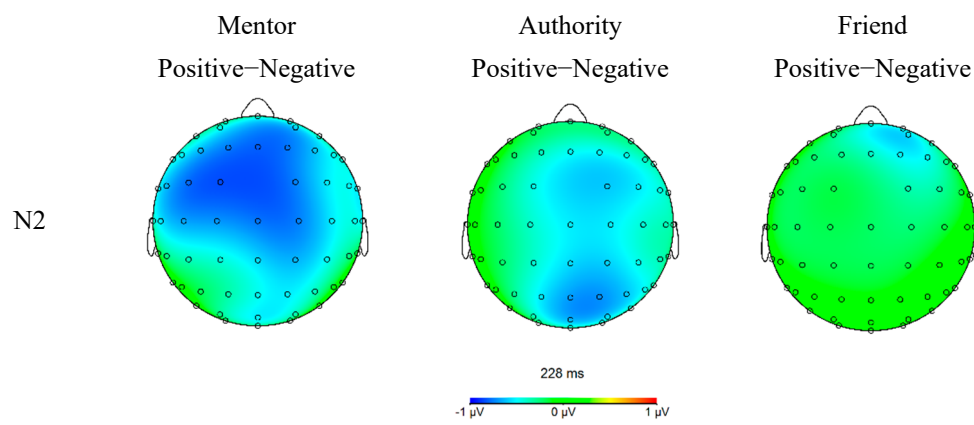 Mentor Authority Friend
Positive−Negative Positive−Negative Positive−Negative
N2
228 ms
-1 µV 0 µV 1 µV